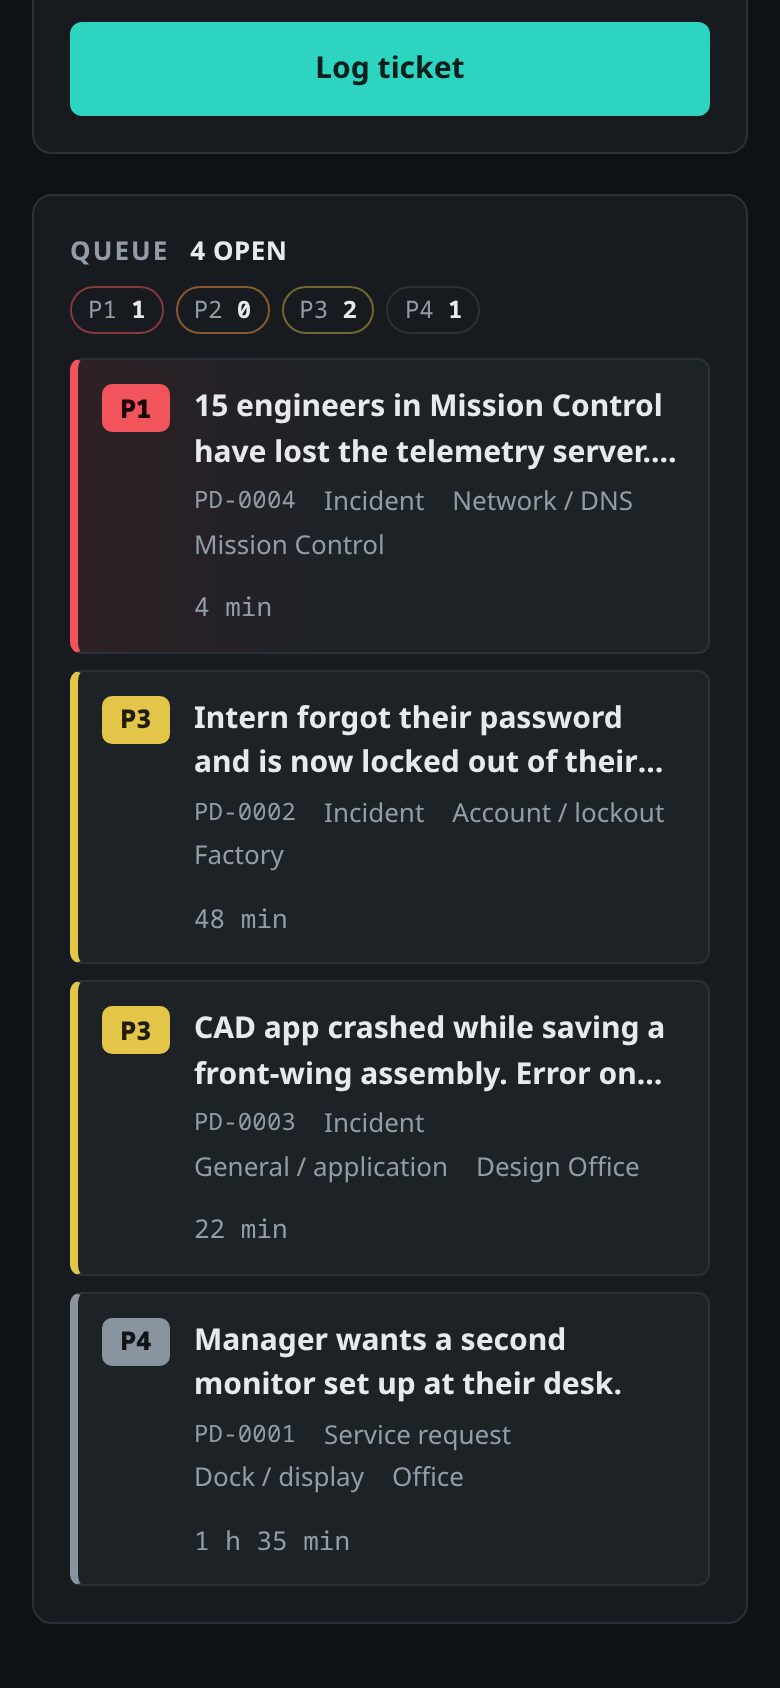 Log ticket
QUEUE 4 OPEN
P1 1 P2 0 P3 2 P4 1
P1 15 engineers in Mission Control
have lost the telemetry server....
PD-0004 Incident Network / DNS
Mission Control
4 min
P3 Intern forgot their password
and is now locked out of their...
PD-0002 Incident Account / lockout
Factory
48 min
P3 CAD app crashed while saving a
front-wing assembly. Error on...
PD-0003 Incident
General / application Design Office
22 min
P4 Manager wants a second
monitor set up at their desk.
PD-0001 Service request
Dock / display Office
1 h 35 min